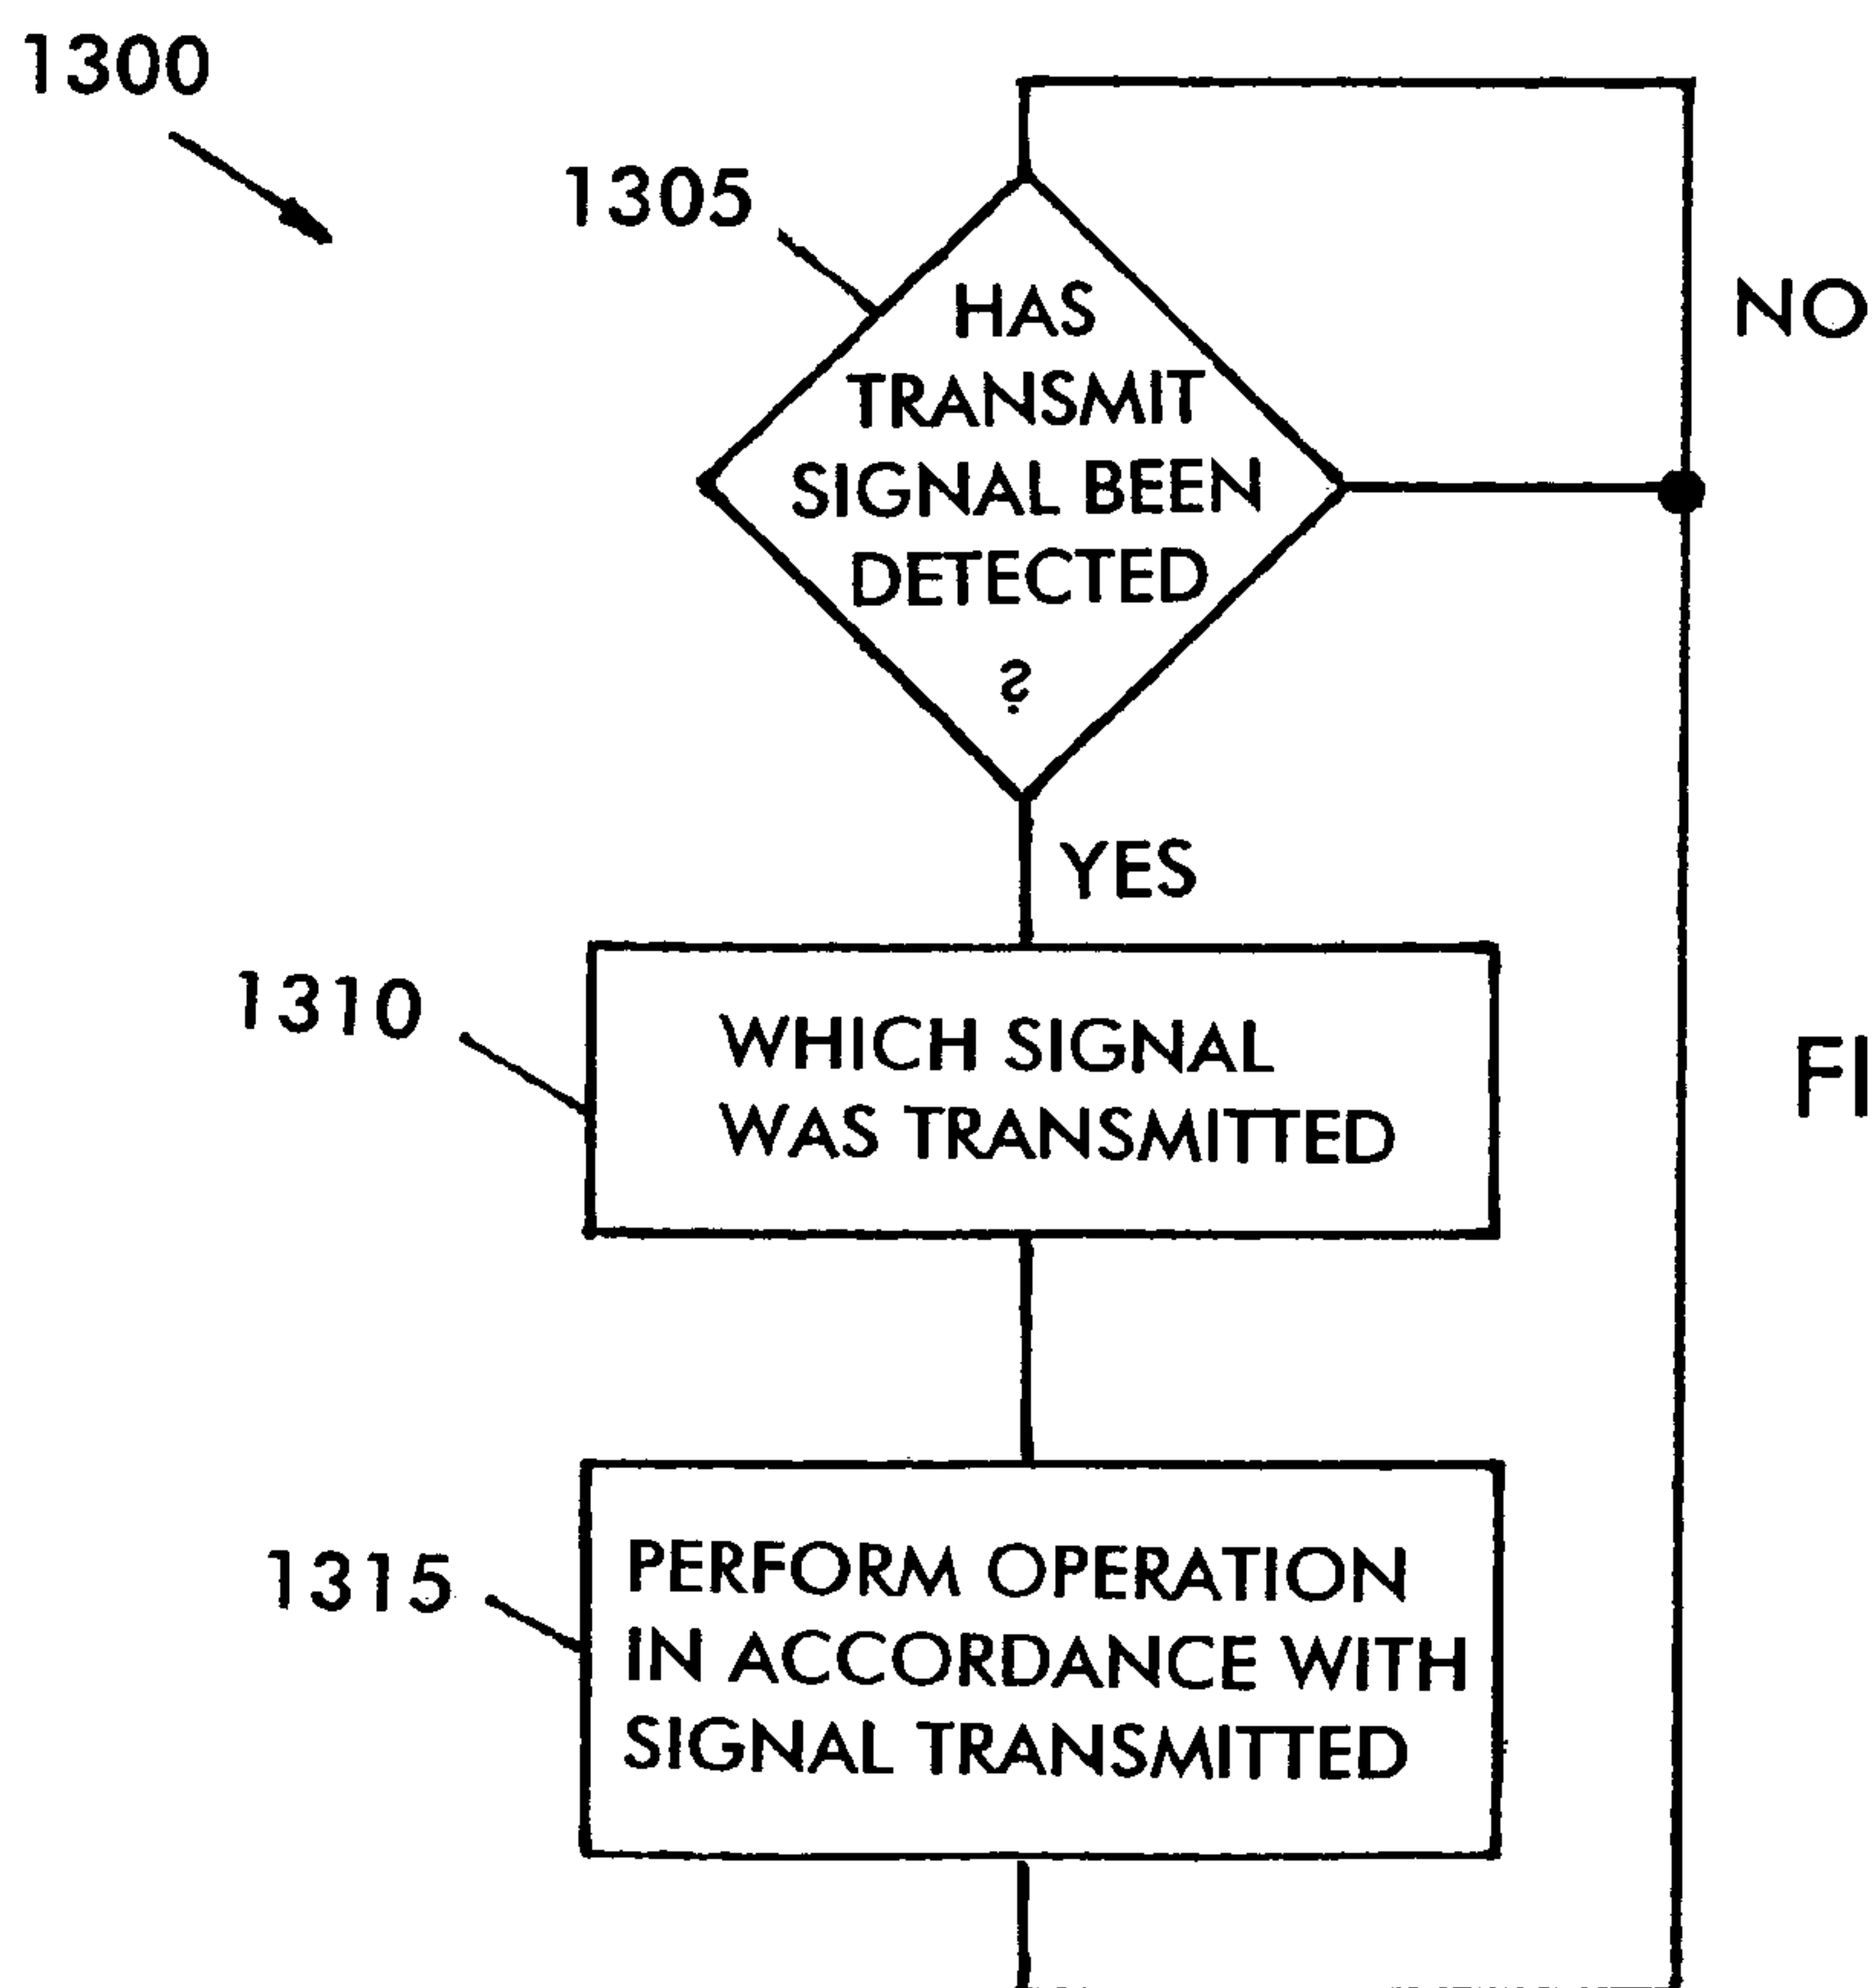 1300
1305
HAS
TRANSMIT
SIGNAL BEEN
DETECTED
?
NO
YES
1310
WHICH SIGNAL
WAS TRANSMITTED
FI
1315
PERFORM OPERATION
IN ACCORDANCE WITH
SIGNAL TRANSMITTED